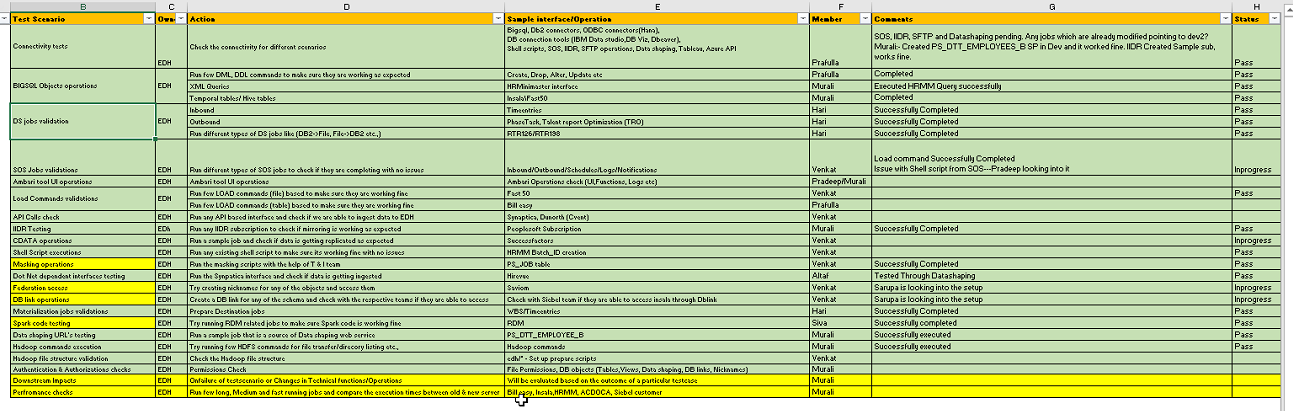 B C D E F G H
Test Scenario Own- Action Sample interface/Operation Member Comments Status
Connectivity tests EDH Check the connectivity for different scenarios
Bigsql, Db2 connectors, ODBC connectors(Hana),
DB connection tools (IBM Data studio,DB Viz, Dbeaver),
Shell scripts, SOS, IIDR, SFTP operations, Data shaping, Tableau, Azure API
Prafulla
SOS, IIDR, SFTP and Datashaping pending. Any jobs which are already modified pointing to dev2?
Murali:- Created PS_DTT_EMPLOYEES_B SP in Dev and it worked fine. IIDR Created Sample sub,
works fine.
Pass
BIGSQL Objects operations EDH Run few DML, DDL commands to make sure they are working as expected Create, Drop, Alter, Update etc Prafulla Completed Pass
XML Queries HRMinimaster interface Murali Executed HRMM Query successfully Pass
Temporal tables/ Hive tables Insala\Fast50 Murali Completed Pass
DS jobs validation EDH Inbound Timeentries Hari Successfully Completed Pass
Outbound PhaseTask, Talent report Optimization (TRO) Hari Successfully Completed Pass
Run different types of DS jobs like (DB2->File, File->DB2 etc.,) RTR126/RTR198 Hari Successfully Completed Pass
SOS Jobs validations EDH Run different types of SOS jobs to check if they are completing with no issues Inbound/Outbound/Schedules/Logs/Notifications Venkat
Load command Successfully Completed
Issue with Shell script from SOS---Pradeep looking into it
Inprogress
Ambari tool UI operations EDH Ambari tool UI operations Ambari Operations check (UI,Functions, Logs etc) Pradeep/Murali
Load Commands validations EDH Run few LOAD commands (file) based to make sure they are working fine Fast 50 Venkat Pass
Run few LOAD commands (table) based to make sure they are working fine Bill easy Prafulla
API Calls check EDH Run any API based interface and check if we are able to ingest data to EDH Synaptica, Dunorth (Cvent) Venkat
IIDR Testing EDh Run any IIDR subscription to check if mirroring is working as expected Peoplesoft Subscription Murali Successfully Completed Pass
CDATA operations EDH Run a sample job and check if data is getting replicated as expected Successfactors Venkat Inprogress
Shell Script executions EDH Run any existing shell script to make sure its working fine with no issues HRMM Batch_ID creation Venkat Pass
Masking operations EDH Run the masking scripts with the help of T & I team PS_JOB table Venkat Successfully Completed Pass
Dot Net dependent interfaces testing EDH Run the Synpatica interface and check if data is getting ingested Hirevue Altaf Tested Through Datashaping Pass
Federation access EDH Try creating nicknames for any of the objects and access them Saviom Venkat Sarupa is looking into the setup Inprogress
DB link operations EDH Create a DB link for any of the schema and check with the respective teams if they are able to access Check with Siebel team if they are able to access insala through Dblink Venkat Sarupa is looking into the setup Inprogress
Materialization jobs validations EDH Prepare Destination jobs WBS/Timeentries Hari Successfully Completed Pass
Spark code testing EDH Try running RDM related jobs to make sure Spark code is working fine RDM Siva Successfully completed Pass
Data shaping URL's testing EDH Run a sample job that is a source of Data shaping web service PS_DTT_EMPLOYEE_B Murali Successfully executed Pass
Hadoop commands execution EDH Try running few HDFS commands for file transfer/direcory listing etc., Hadoop commands Murali Successfully executed Pass
Hadoop file structure validation EDH Check the Hadoop file structure edh/* - Set up prepare scripts Venkat
Authentication & Authorizations checks EDH Permissions Check File Permissions, DB objects (Tables,Views, Data shaping, DB links, Nicknames) Murali
Downstream Impacts EDH Onfailure of testscenario or Changes in Technical functions/Operations Will be evaluated based on the outcome of a particular testcase Murali
Perfromance checks EDH Run few long, Medium and fast running jobs and compare the execution times between old & new server Bill easy, Insala,HRMM, ACDOCA, Siebel customer Murali